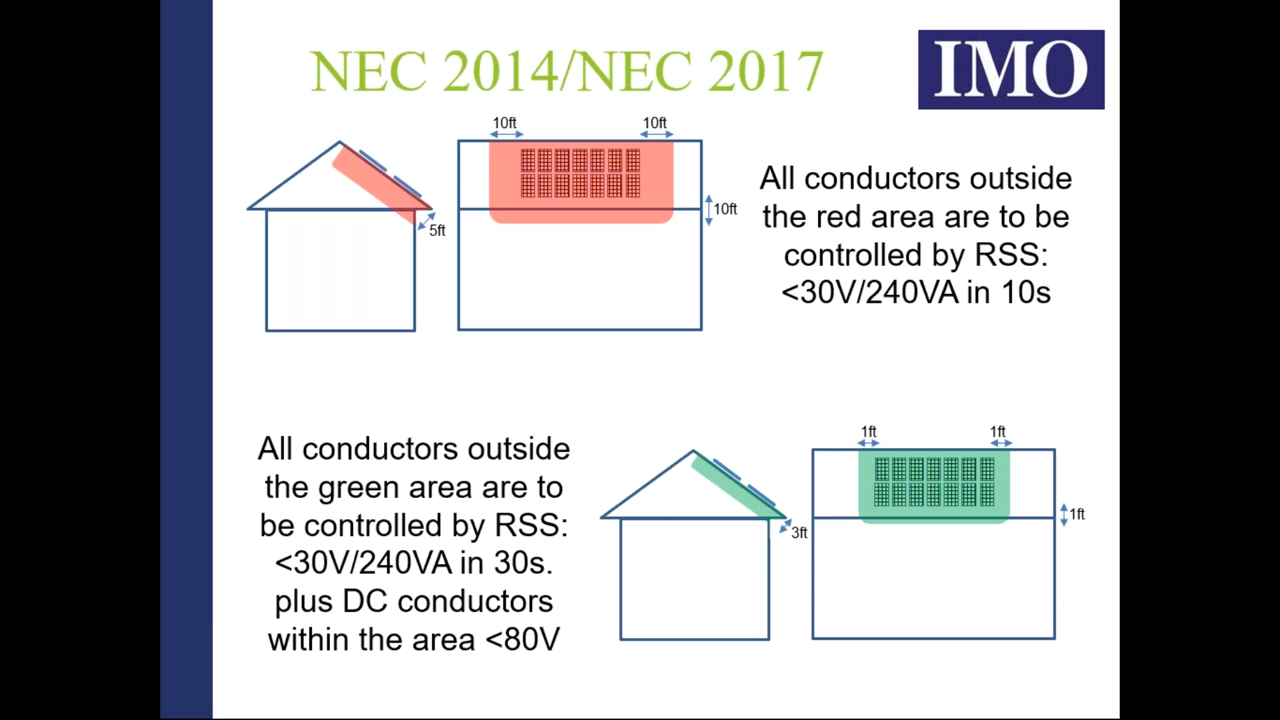 NEC 2014/NEC 2017
IMO
10ft
10ft
10ft
5ft
All conductors outside
the red area are to be
controlled by RSS:
<30V/240VA in 10s
All conductors outside
the green area are to
be controlled by RSS:
<30V/240VA in 30s.
plus DC conductors
within the area <80V
1ft
1ft
1ft
3ft